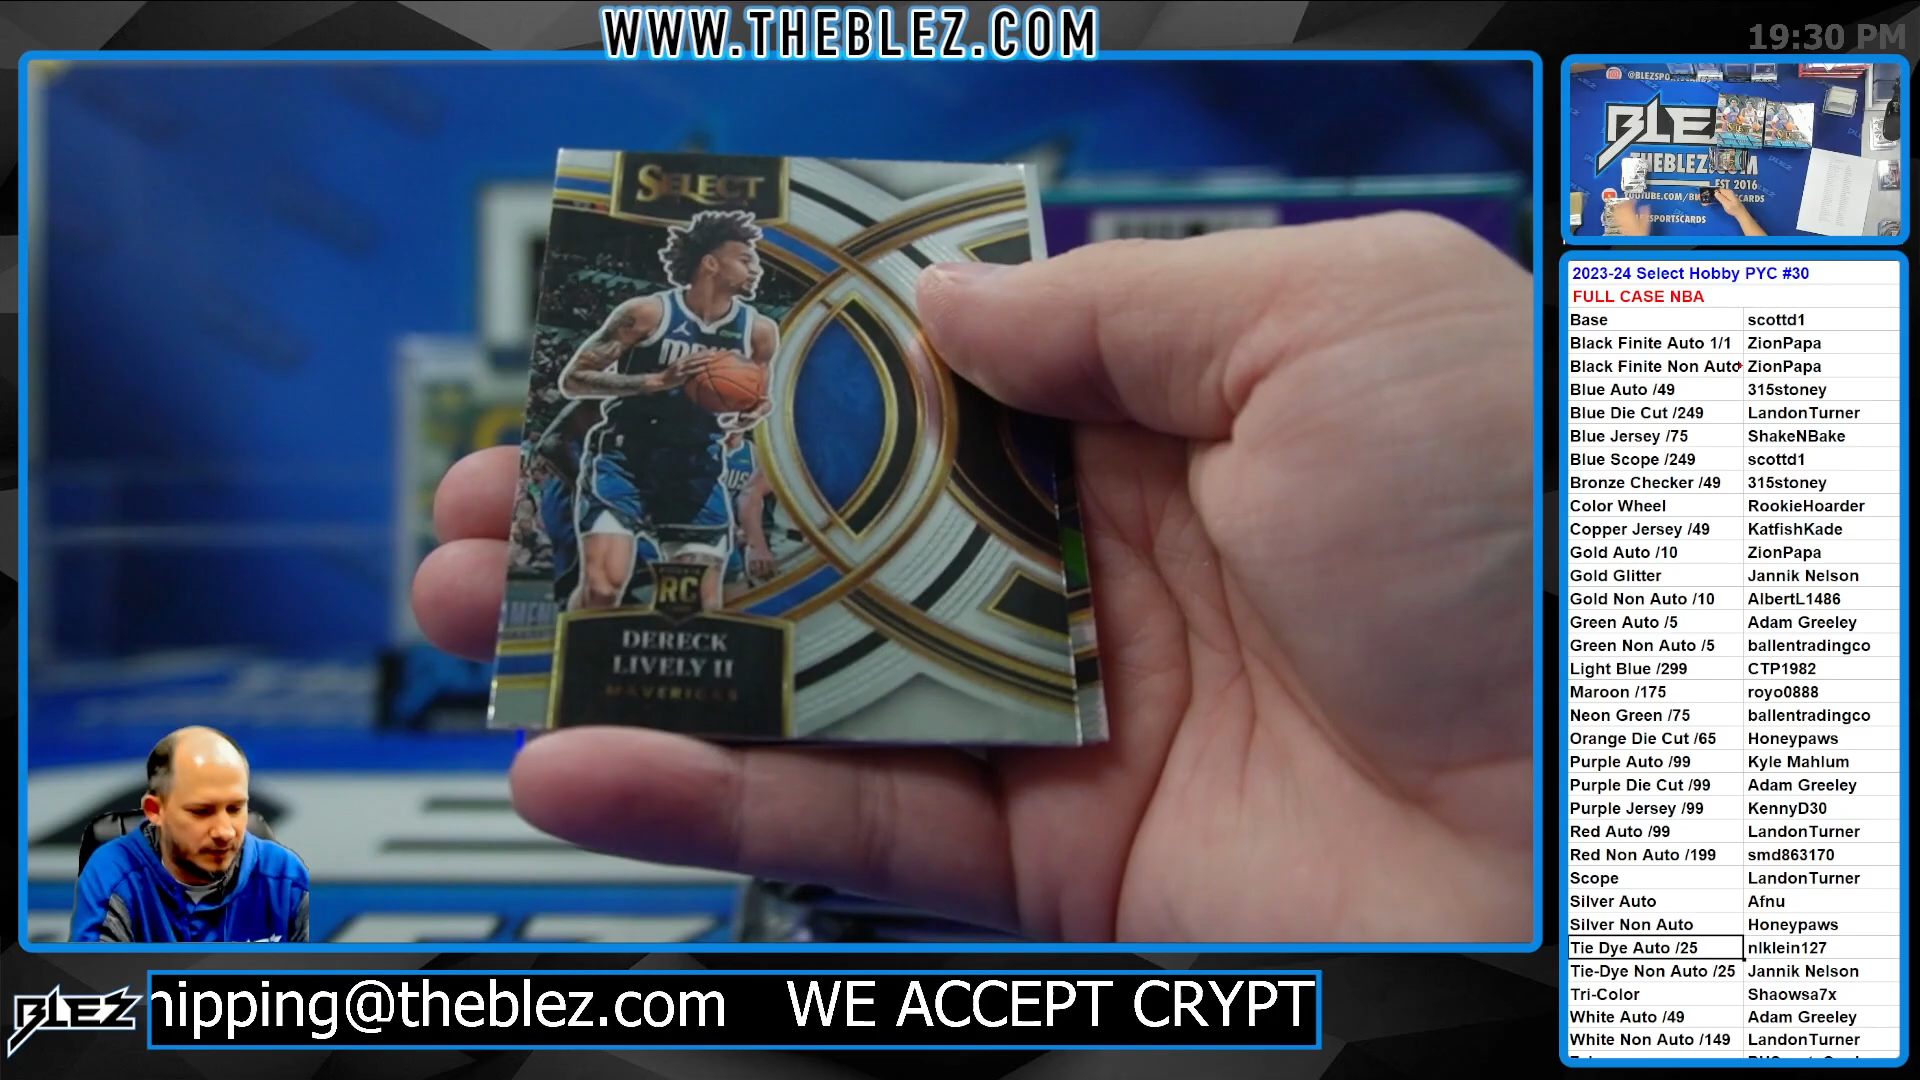 WWW.THEBLEZ.COM
19:30 PM
SELECT
RC
DERECK
LIVELY II
MAVERICKS
BLE
THEBLEZ
EST 2016
2023-24 Select Hobby PYC #30
FULL CASE NBA
Base scottd1
Black Finite Auto 1/1 ZionPapa
Black Finite Non Auto ZionPapa
Blue Auto /49 315stoney
Blue Die Cut /249 LandonTurner
Blue Jersey /75 ShakeNBake
Blue Scope /249 scottd1
Bronze Checker /49 315stoney
Color Wheel RookieHoarder
Copper Jersey /49 KatfishKade
Gold Auto /10 ZionPapa
Gold Glitter Jannik Nelson
Gold Non Auto /10 AlbertL1486
Green Auto /5 Adam Greeley
Green Non Auto /5 ballentradingco
Light Blue /299 CTP1982
Maroon /175 royo0888
Neon Green /75 ballentradingco
Orange Die Cut /65 Honeypaws
Purple Auto /99 Kyle Mahlum
Purple Die Cut /99 Adam Greeley
Purple Jersey /99 KennyD30
Red Auto /99 LandonTurner
Red Non Auto /199 smd863170
Scope LandonTurner
Silver Auto Afnu
Silver Non Auto Honeypaws
Tie Dye Auto /25 nlklein127
Tie-Dye Non Auto /25 Jannik Nelson
Tri-Color Shaowsa7x
White Auto /49 Adam Greeley
White Non Auto /149 LandonTurner
BLEZ
hipping@theblez.com WE ACCEPT CRYPT